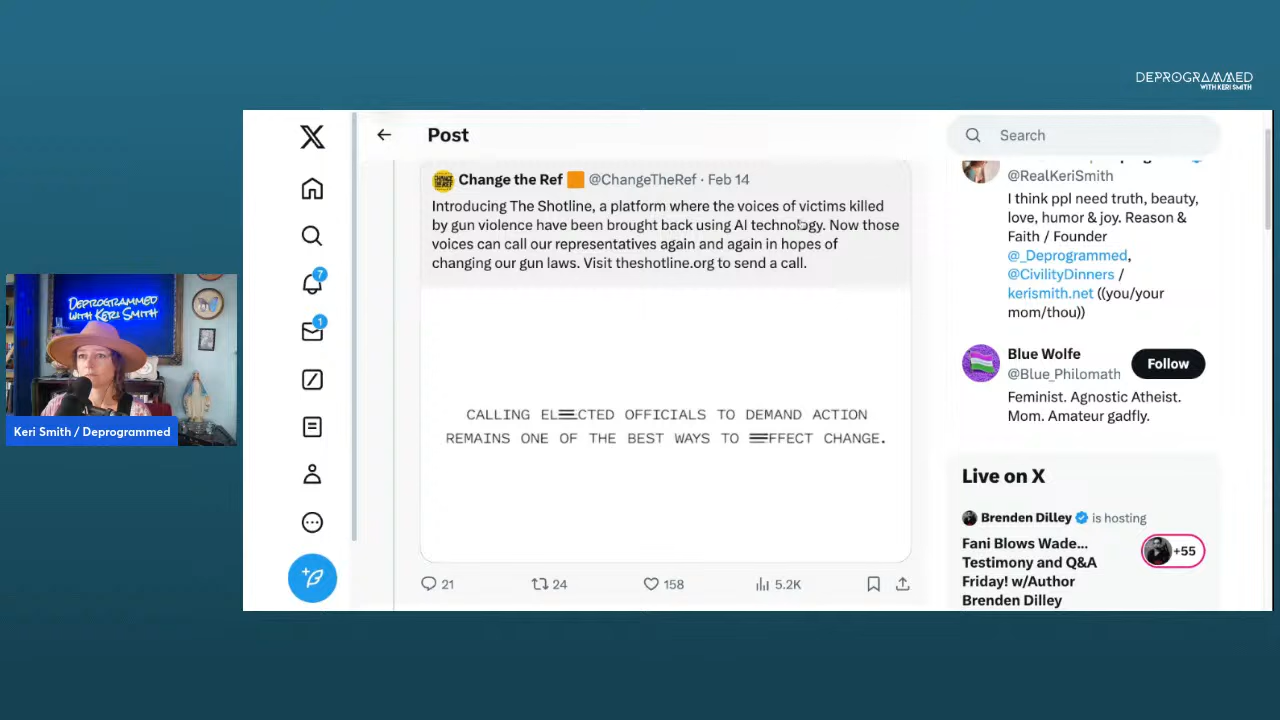 DEPROGRAMMED
WITH KERI SMITH
X
Post
Search
Change the Ref @ChangeTheRef · Feb 14
Introducing The Shotline, a platform where the voices of victims killed
by gun violence have been brought back using AI technology. Now those
voices can call our representatives again and again in hopes of
changing our gun laws. Visit theshotline.org to send a call.
CALLING ELECTED OFFICIALS TO DEMAND ACTION
REMAINS ONE OF THE BEST WAYS TO EFFECT CHANGE.
21 24 158 5.2K
@RealKeriSmith
I think ppl need truth, beauty,
love, humor & joy. Reason &
Faith / Founder
@_Deprogrammed,
@CivilityDinners /
kerismith.net ((you/your
mom/thou))
Blue Wolfe
@Blue_Philomath
Follow
Feminist. Agnostic Atheist.
Mom. Amateur gadfly.
Live on X
Brenden Dilley is hosting
Fani Blows Wade...
Testimony and Q&A
Friday! w/Author
Brenden Dilley
+55
7
1
DEPROGRAMMED
WITH KERI SMITH
Keri Smith / Deprogrammed